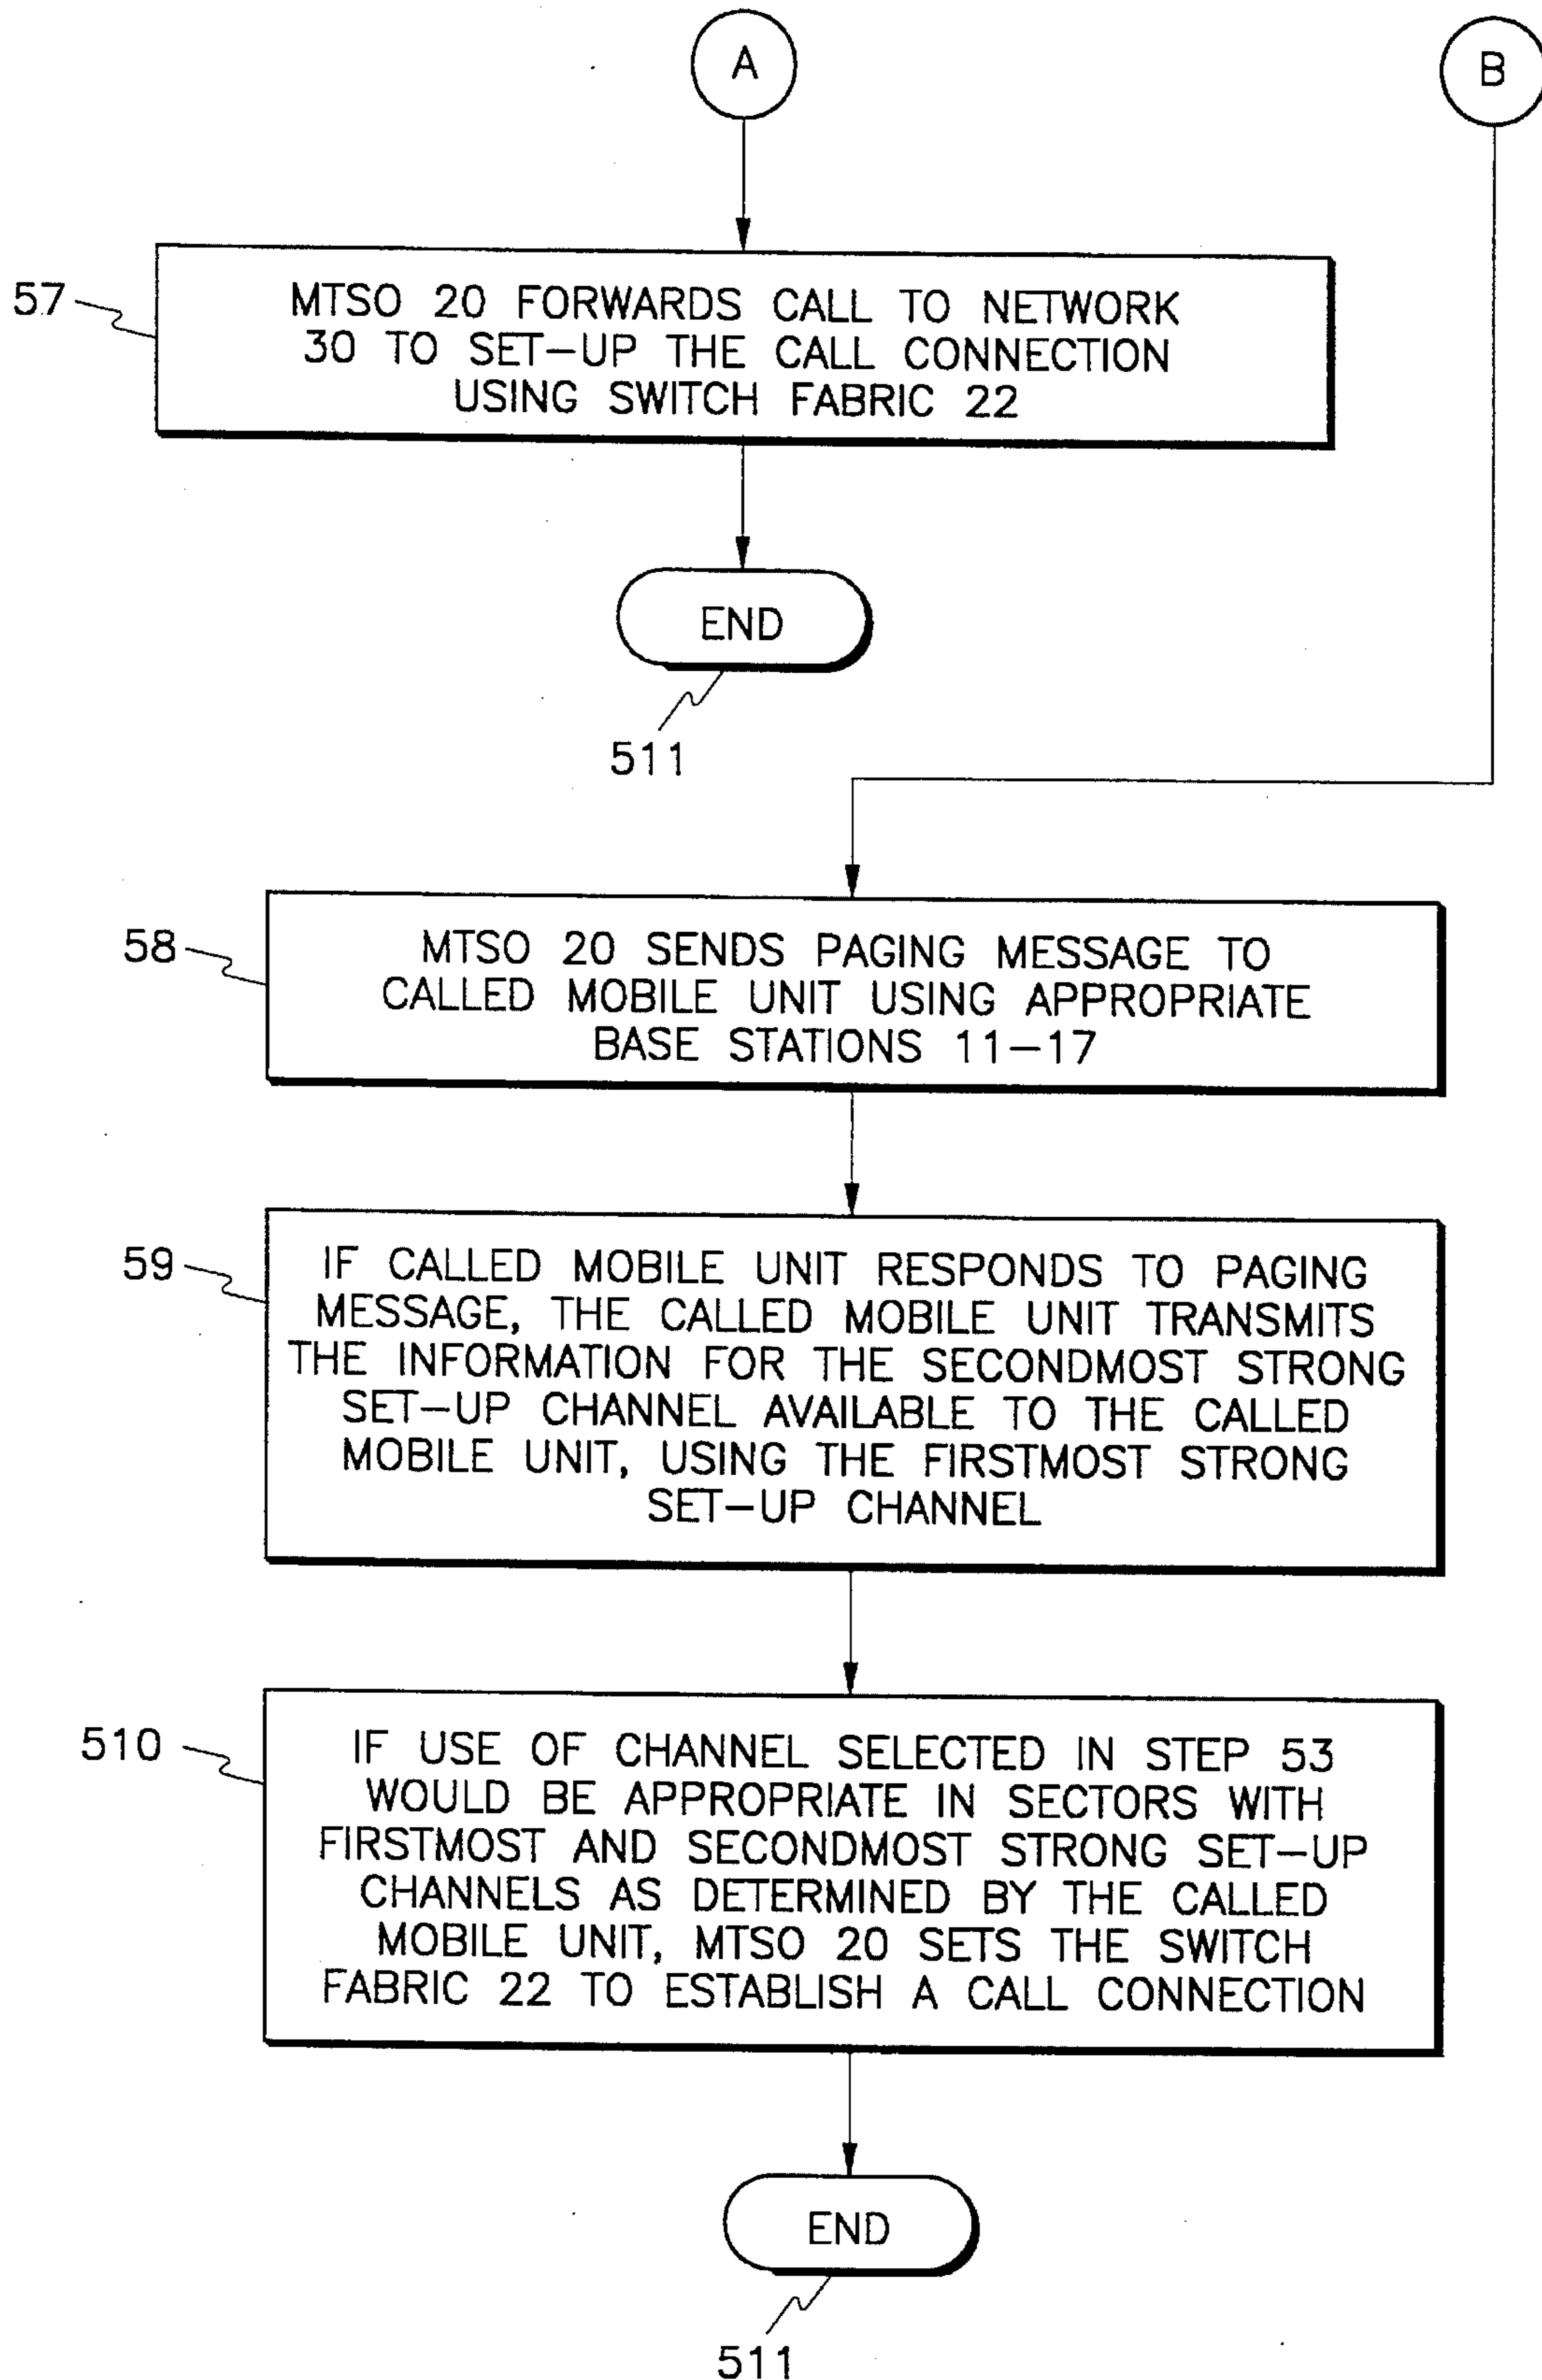 A
B
57
MTSO 20 FORWARDS CALL TO NETWORK
30 TO SET-UP THE CALL CONNECTION
USING SWITCH FABRIC 22
END
511
58
MTSO 20 SENDS PAGING MESSAGE TO
CALLED MOBILE UNIT USING APPROPRIATE
BASE STATIONS 11-17
59
IF CALLED MOBILE UNIT RESPONDS TO PAGING
MESSAGE, THE CALLED MOBILE UNIT TRANSMITS
THE INFORMATION FOR THE SECONDMOST STRONG
SET-UP CHANNEL AVAILABLE TO THE CALLED
MOBILE UNIT, USING THE FIRSTMOST STRONG
SET-UP CHANNEL
510
IF USE OF CHANNEL SELECTED IN STEP 53
WOULD BE APPROPRIATE IN SECTORS WITH
FIRSTMOST AND SECONDMOST STRONG SET-UP
CHANNELS AS DETERMINED BY THE CALLED
MOBILE UNIT, MTSO 20 SETS THE SWITCH
FABRIC 22 TO ESTABLISH A CALL CONNECTION
END
511